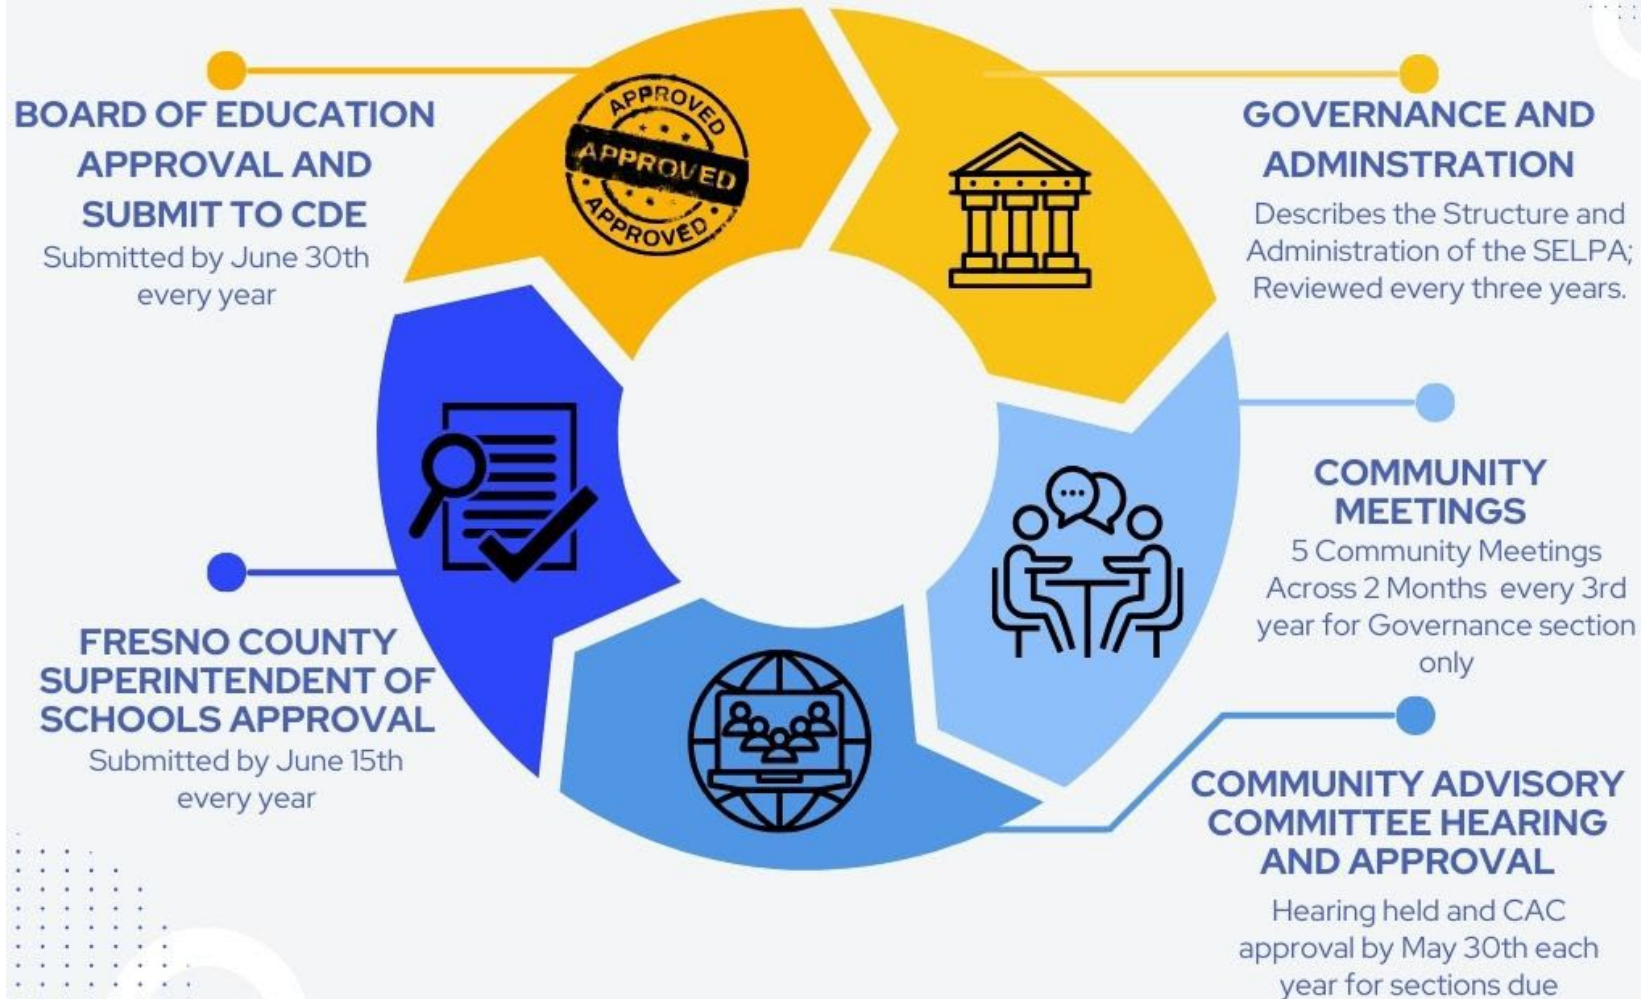 BOARD OF EDUCATION
APPROVAL AND
SUBMIT TO CDE
Submitted by June 30th
every year
APPROVED
APPROVED
APPROVED
GOVERNANCE AND
ADMINSTRATION
Describes the Structure and
Administration of the SELPA;
Reviewed every three years.
COMMUNITY
MEETINGS
5 Community Meetings
Across 2 Months every 3rd
year for Governance section
only
COMMUNITY ADVISORY
COMMITTEE HEARING
AND APPROVAL
Hearing held and CAC
approval by May 30th each
year for sections due
FRESNO COUNTY
SUPERINTENDENT OF
SCHOOLS APPROVAL
Submitted by June 15th
every year